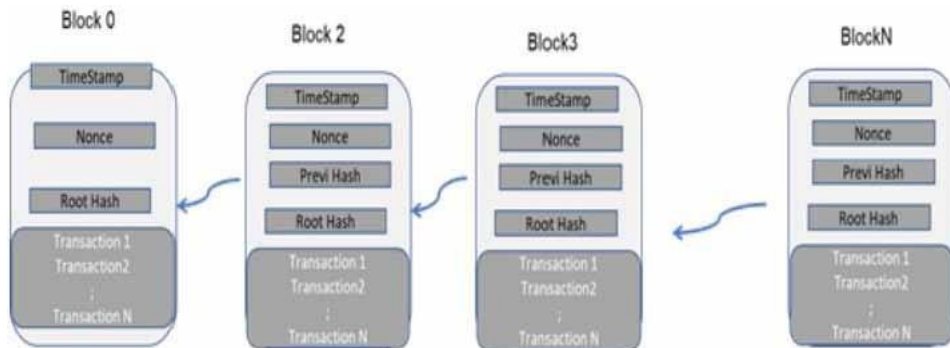 Block 0
TimeStamp
Nonce
Root Hash
Transaction 1
Transaction2
;
Transaction N
Block 2
TimeStamp
Nonce
Previ Hash
Root Hash
Transaction 1
Transaction2
;
Transaction N
Block3
TimeStamp
Nonce
Previ Hash
Root Hash
Transaction 1
Transaction2
;
Transaction N
BlockN
TimeStamp
Nonce
Previ Hash
Root Hash
Transaction 1
Transaction2
;
Transaction N